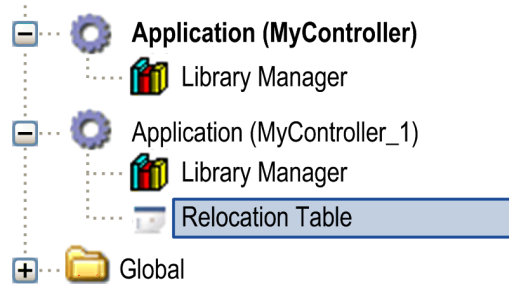 Application (MyController)
Library Manager
Application (MyController_1)
Library Manager
Relocation Table
Global